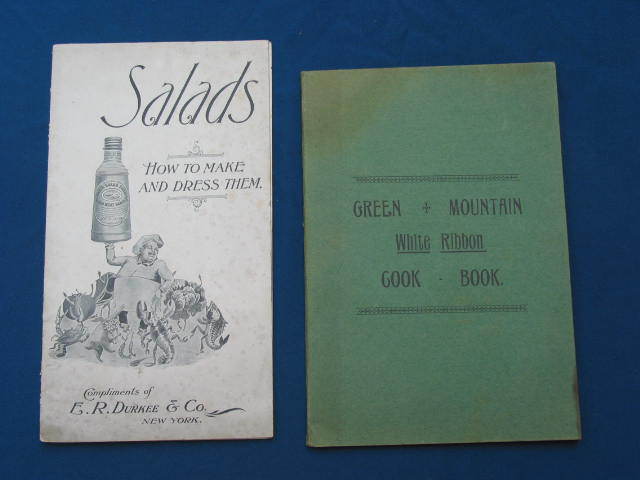 Salads
HOW TO MAKE
AND DRESS THEM.
Compliments of
E. R. DURKEE & CO.
NEW YORK.
GREEN + MOUNTAIN
White Ribbon
COOK - BOOK.